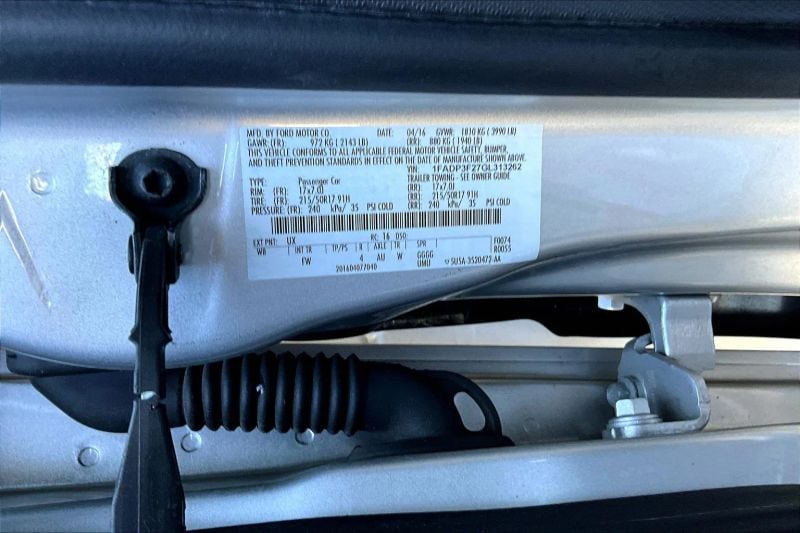 MFD. BY FORD MOTOR CO. DATE: 04/16 GVWR: 1810 KG ( 3990 LB)
GAWR: (FR): 972 KG ( 2143 LB) (RR): 880 KG ( 1940 LB)
THIS VEHICLE CONFORMS TO ALL APPLICABLE FEDERAL MOTOR VEHICLE SAFETY, BUMPER,
AND THEFT PREVENTION STANDARDS IN EFFECT ON THE DATE OF MANUFACTURE SHOWN ABOVE.
VIN: 1FADP3F27GL313262
TYPE: Passenger Car TRAILER TOWING - SEE OWNER GUIDE
RIM: (FR): 17x7.0J (RR): 17x7.0J
TIRE: (FR): 215/50R17 91H (RR): 215/50R17 91H
PRESSURE: (FR): 240 kPa/ 35 PSI COLD (RR): 240 kPa/ 35 PSI COLD
EXT PNT: UX RC: 16 DSO: F0074
WB INT TR TP/PS R AXLE TR SPR R0055
FW 4 AU W GGGG
201604077040 UMU 5U5A-3520472-AA